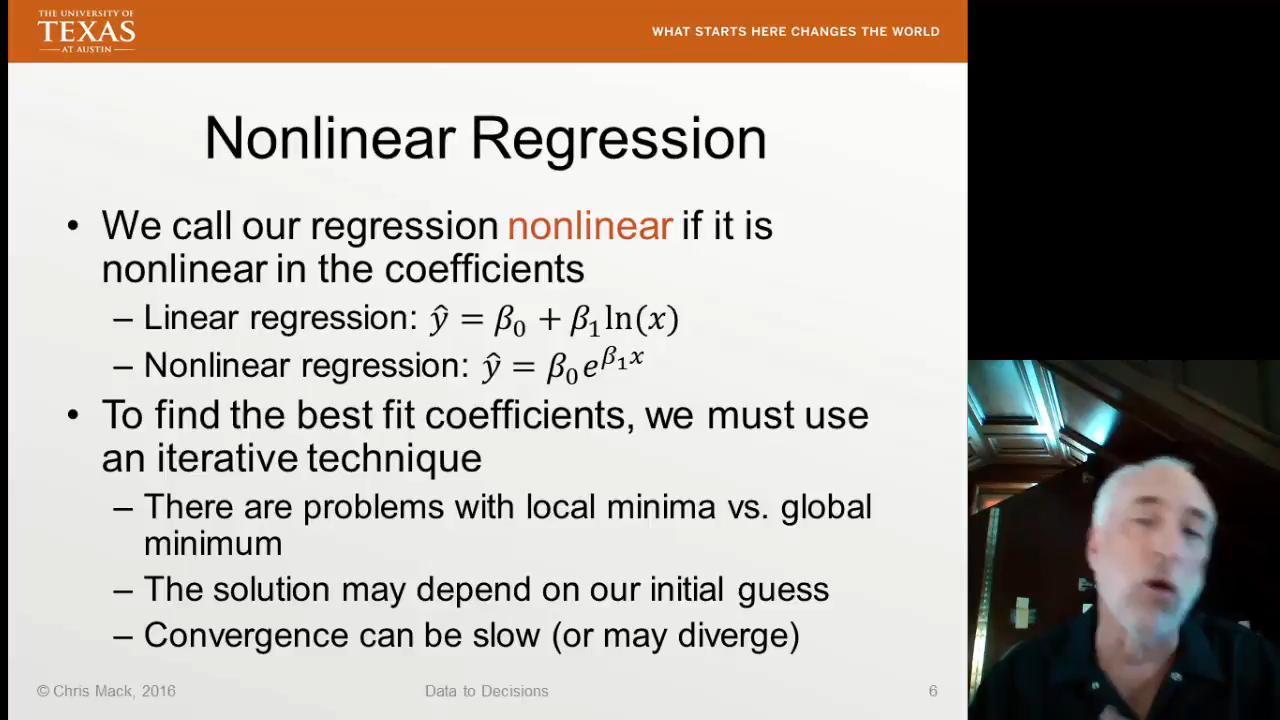 THE UNIVERSITY OF
TEXAS
AT AUSTIN
WHAT STARTS HERE CHANGES THE WORLD
Nonlinear Regression
• We call our regression nonlinear if it is
nonlinear in the coefficients
– Linear regression: ŷ = β₀ + β₁ln(x)
– Nonlinear regression: ŷ = β₀e^{β₁x}
• To find the best fit coefficients, we must use
an iterative technique
– There are problems with local minima vs. global
minimum
– The solution may depend on our initial guess
– Convergence can be slow (or may diverge)
© Chris Mack, 2016
Data to Decisions
6